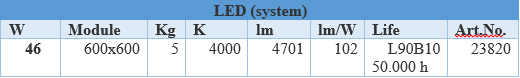 LED (system)
W Module Kg K lm lm/W Life Art.No.
46 600x600 5 4000 4701 102 L90B10 23820
50.000 h